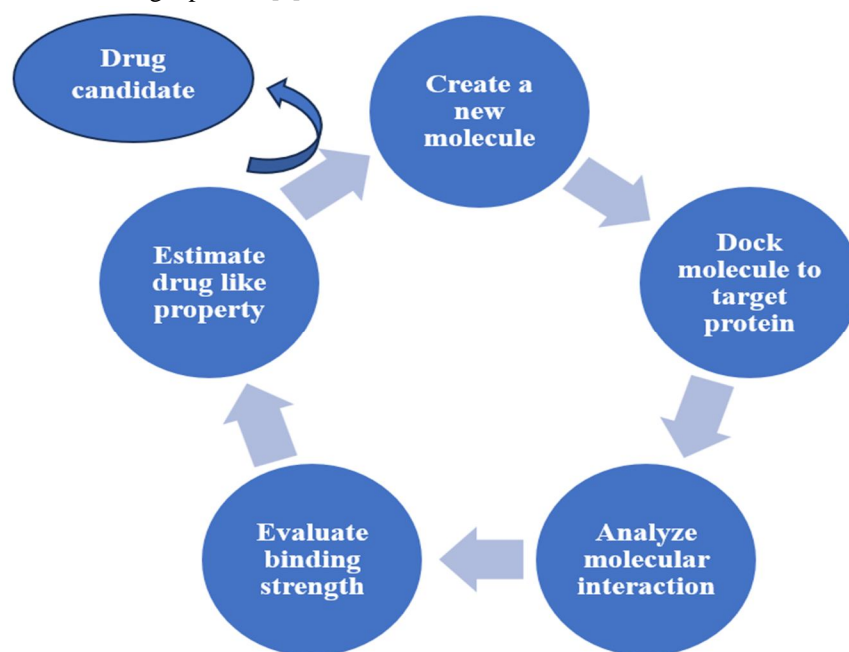 Drug
candidate
Create a
new
molecule
Dock
molecule to
target
protein
Analyze
molecular
interaction
Evaluate
binding
strength
Estimate
drug like
property